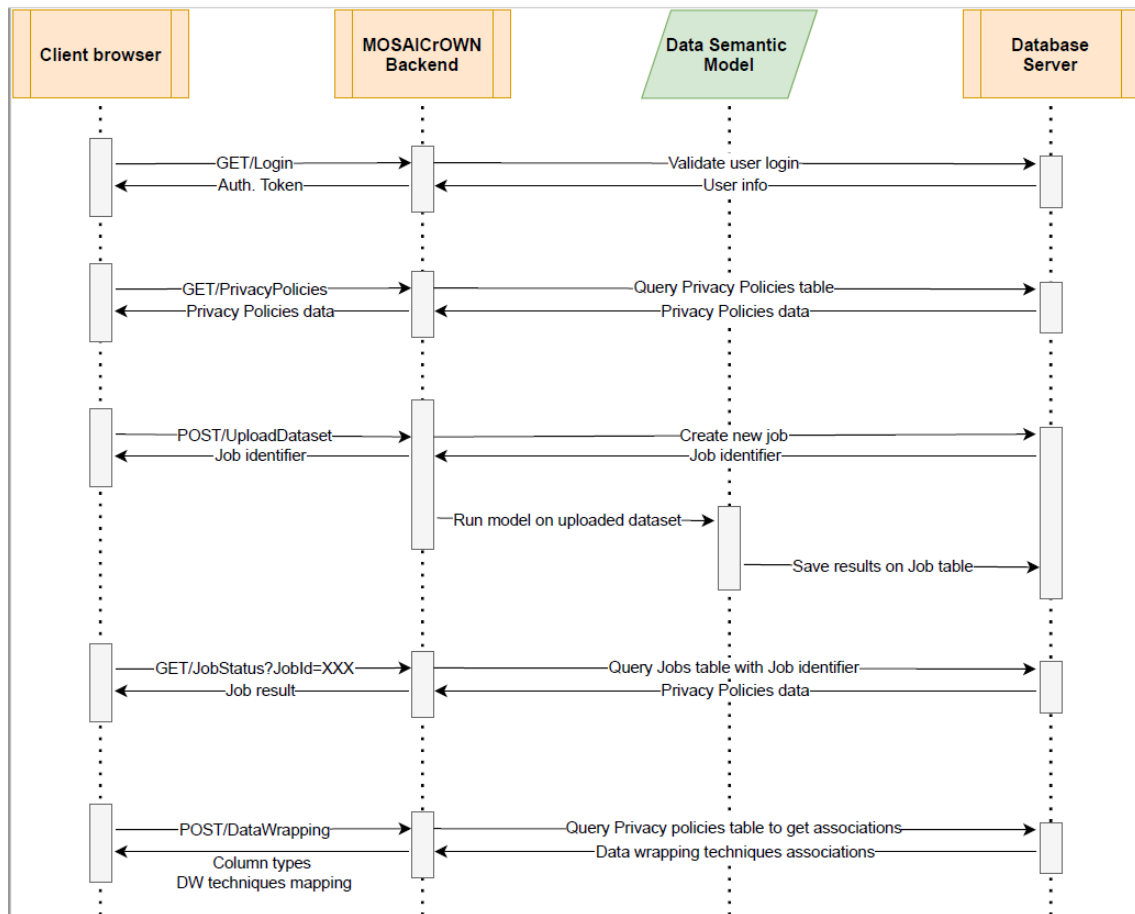 Client browser
MOSAICrOWN
Backend
Data Semantic
Model
Database
Server
GET/Login
Validate user login
Auth. Token
User info
GET/PrivacyPolicies
Query Privacy Policies table
Privacy Policies data
Privacy Policies data
POST/UploadDataset
Create new job
Job identifier
Job identifier
Run model on uploaded dataset
Save results on Job table
GET/JobStatus?JobId=XXX
Query Jobs table with Job identifier
Job result
Privacy Policies data
POST/DataWrapping
Query Privacy policies table to get associations
Data wrapping techniques associations
Column types
DW techniques mapping